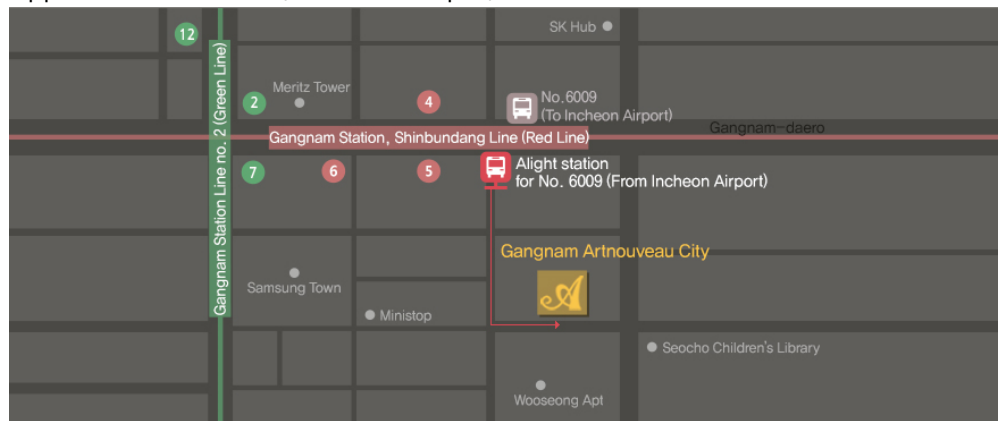 SK Hub
12
Gangnam Station Line no. 2 (Green Line)
Meritz Tower
2
4
No.6009
(To Incheon Airport)
Gangnam-daero
Gangnam Station, Shinbundang Line (Red Line)
7
6
5
Alight station
for No. 6009 (From Incheon Airport)
Gangnam Artnouveau City
A
Samsung Town
Ministop
Seocho Children's Library
Wooseong Apt